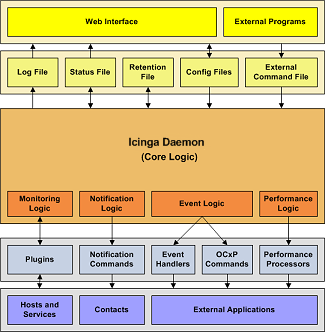 Web Interface
External Programs
Log File
Status File
Retention
File
Config Files
External
Command File
Icinga Daemon
(Core Logic)
Monitoring
Logic
Notification
Logic
Event Logic
Performance
Logic
Plugins
Notification
Commands
Event
Handlers
OCxP
Commands
Performance
Processors
Hosts and
Services
Contacts
External Applications